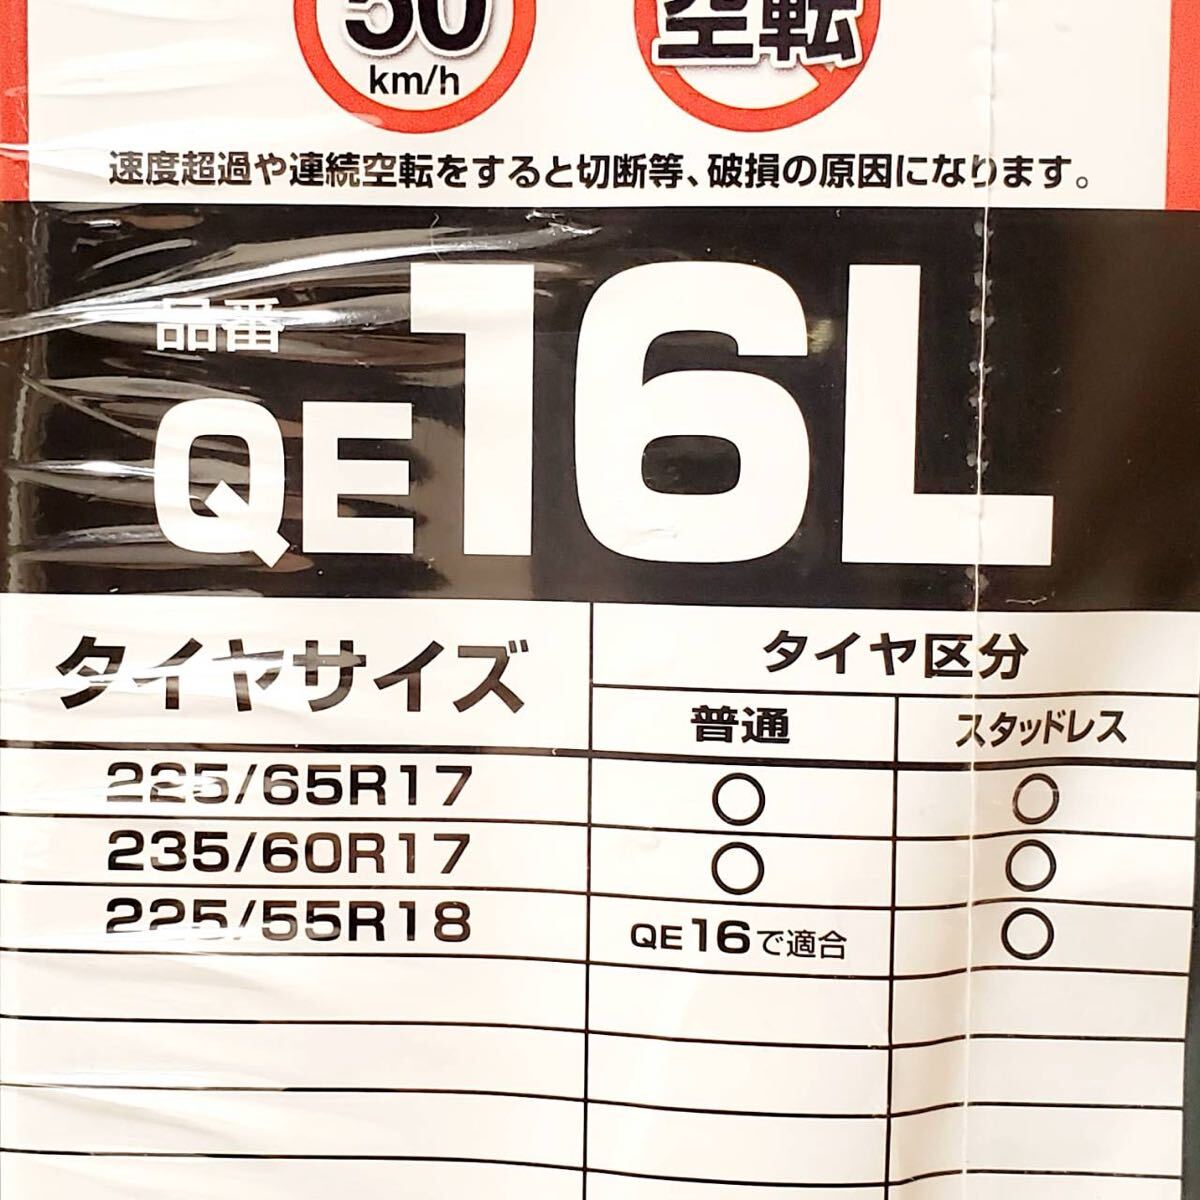 50
km/h
空転
速度超過や連続空転をすると切断等、破損の原因になります。
品番
QE16L
タイヤサイズ
タイヤ区分
普通
スタッドレス
225/65R17 ○ ○
235/60R17 ○ ○
225/55R18 QE16で適合 ○